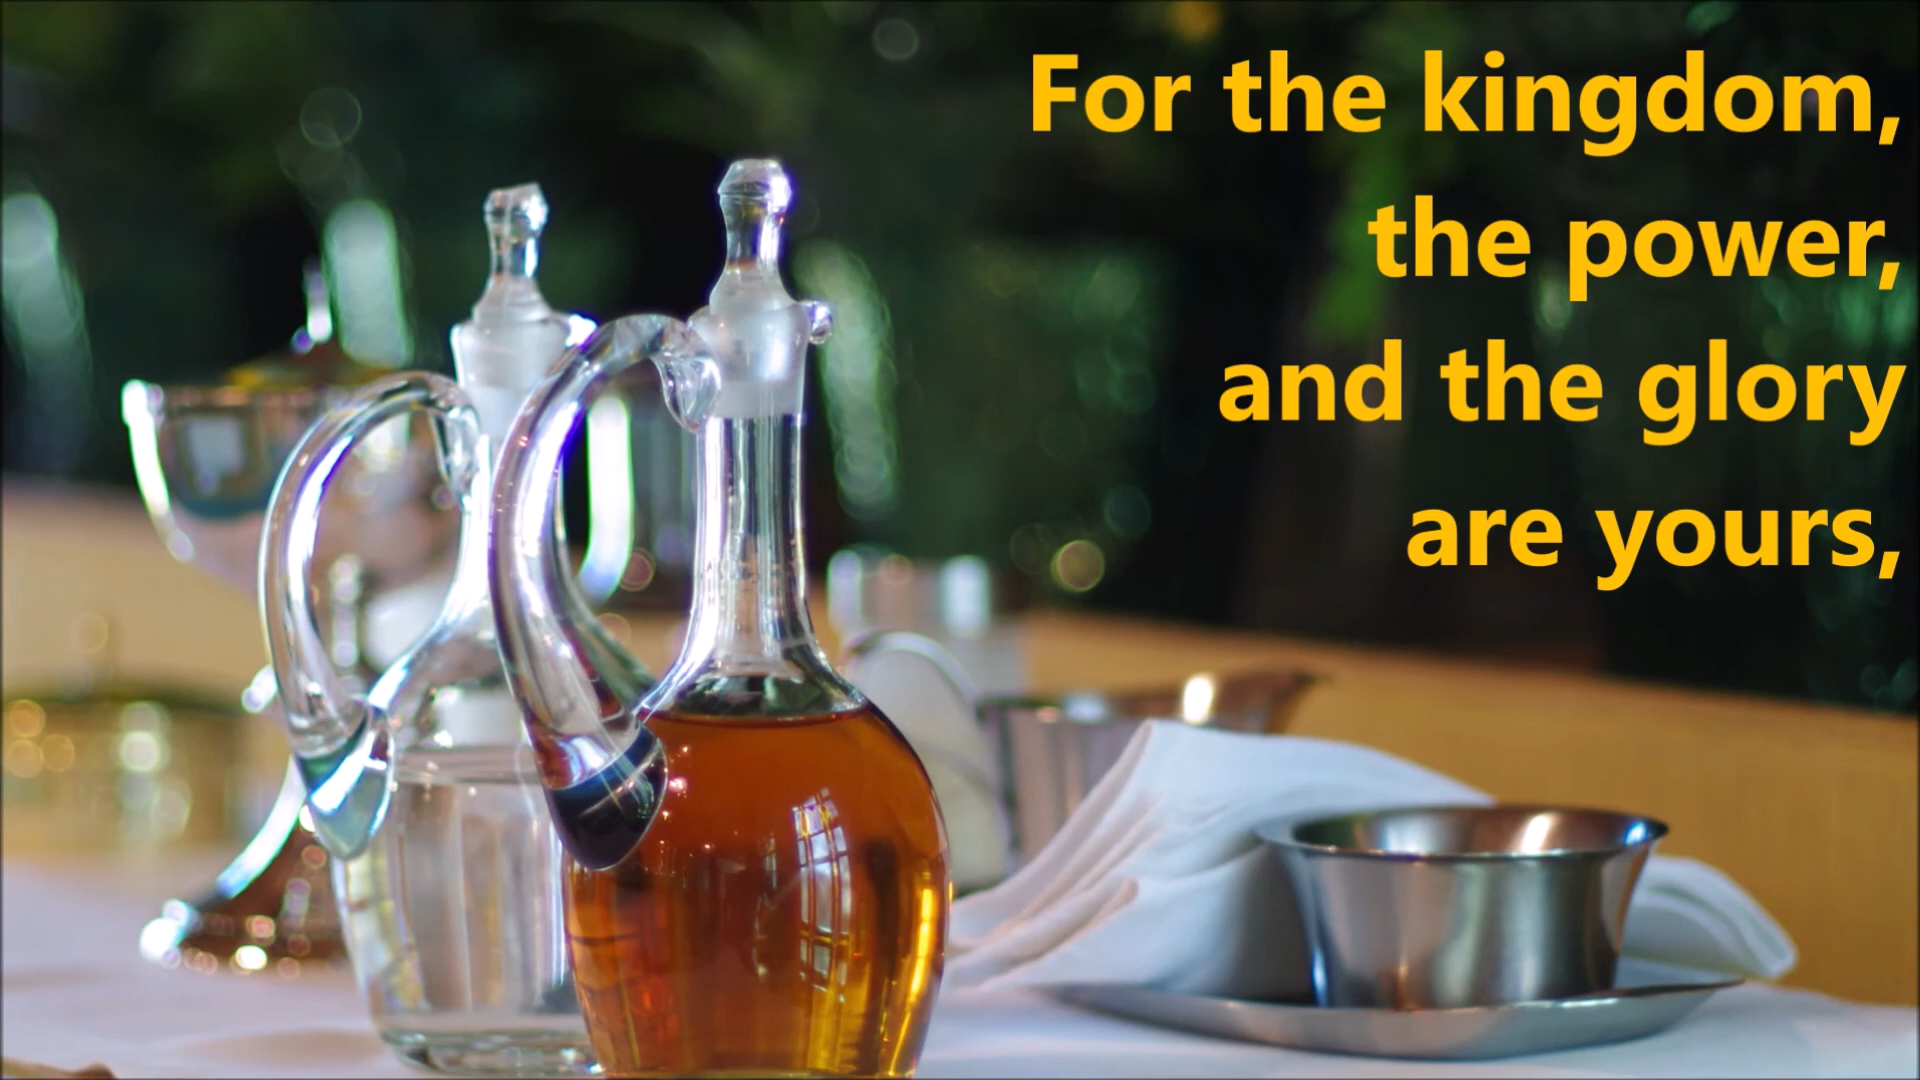 For the kingdom,
the power,
and the glory
are yours,